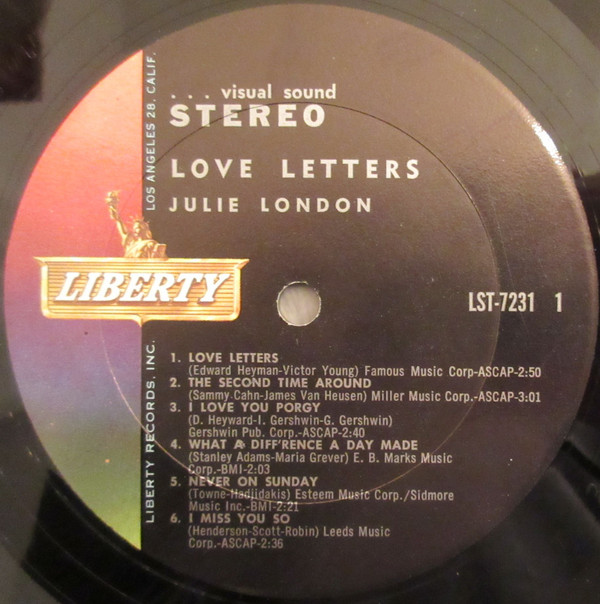 . . . visual sound
STEREO
LOVE LETTERS
JULIE LONDON
LOS ANGELES 28, CALIF.
LIBERTY
LIBERTY RECORDS, INC.
LST-7231 1
1. LOVE LETTERS
(Edward Heyman-Victor Young) Famous Music Corp-ASCAP-2:50
2. THE SECOND TIME AROUND
(Sammy Cahn-James Van Heusen) Miller Music Corp.-ASCAP-3:01
3. I LOVE YOU PORGY
(D. Heyward-I. Gershwin-G. Gershwin)
Gershwin Pub. Corp.-ASCAP-2:40
4. WHAT A DIFF'RENCE A DAY MADE
(Stanley Adams-Maria Grever) E. B. Marks Music
Corp.-BMI-2:03
5. NEVER ON SUNDAY
(Towne-Hadjidakis) Esteem Music Corp./Sidmore
Music Inc.-BMI-2:21
6. I MISS YOU SO
(Henderson-Scott-Robin) Leeds Music
Corp.-ASCAP-2:36